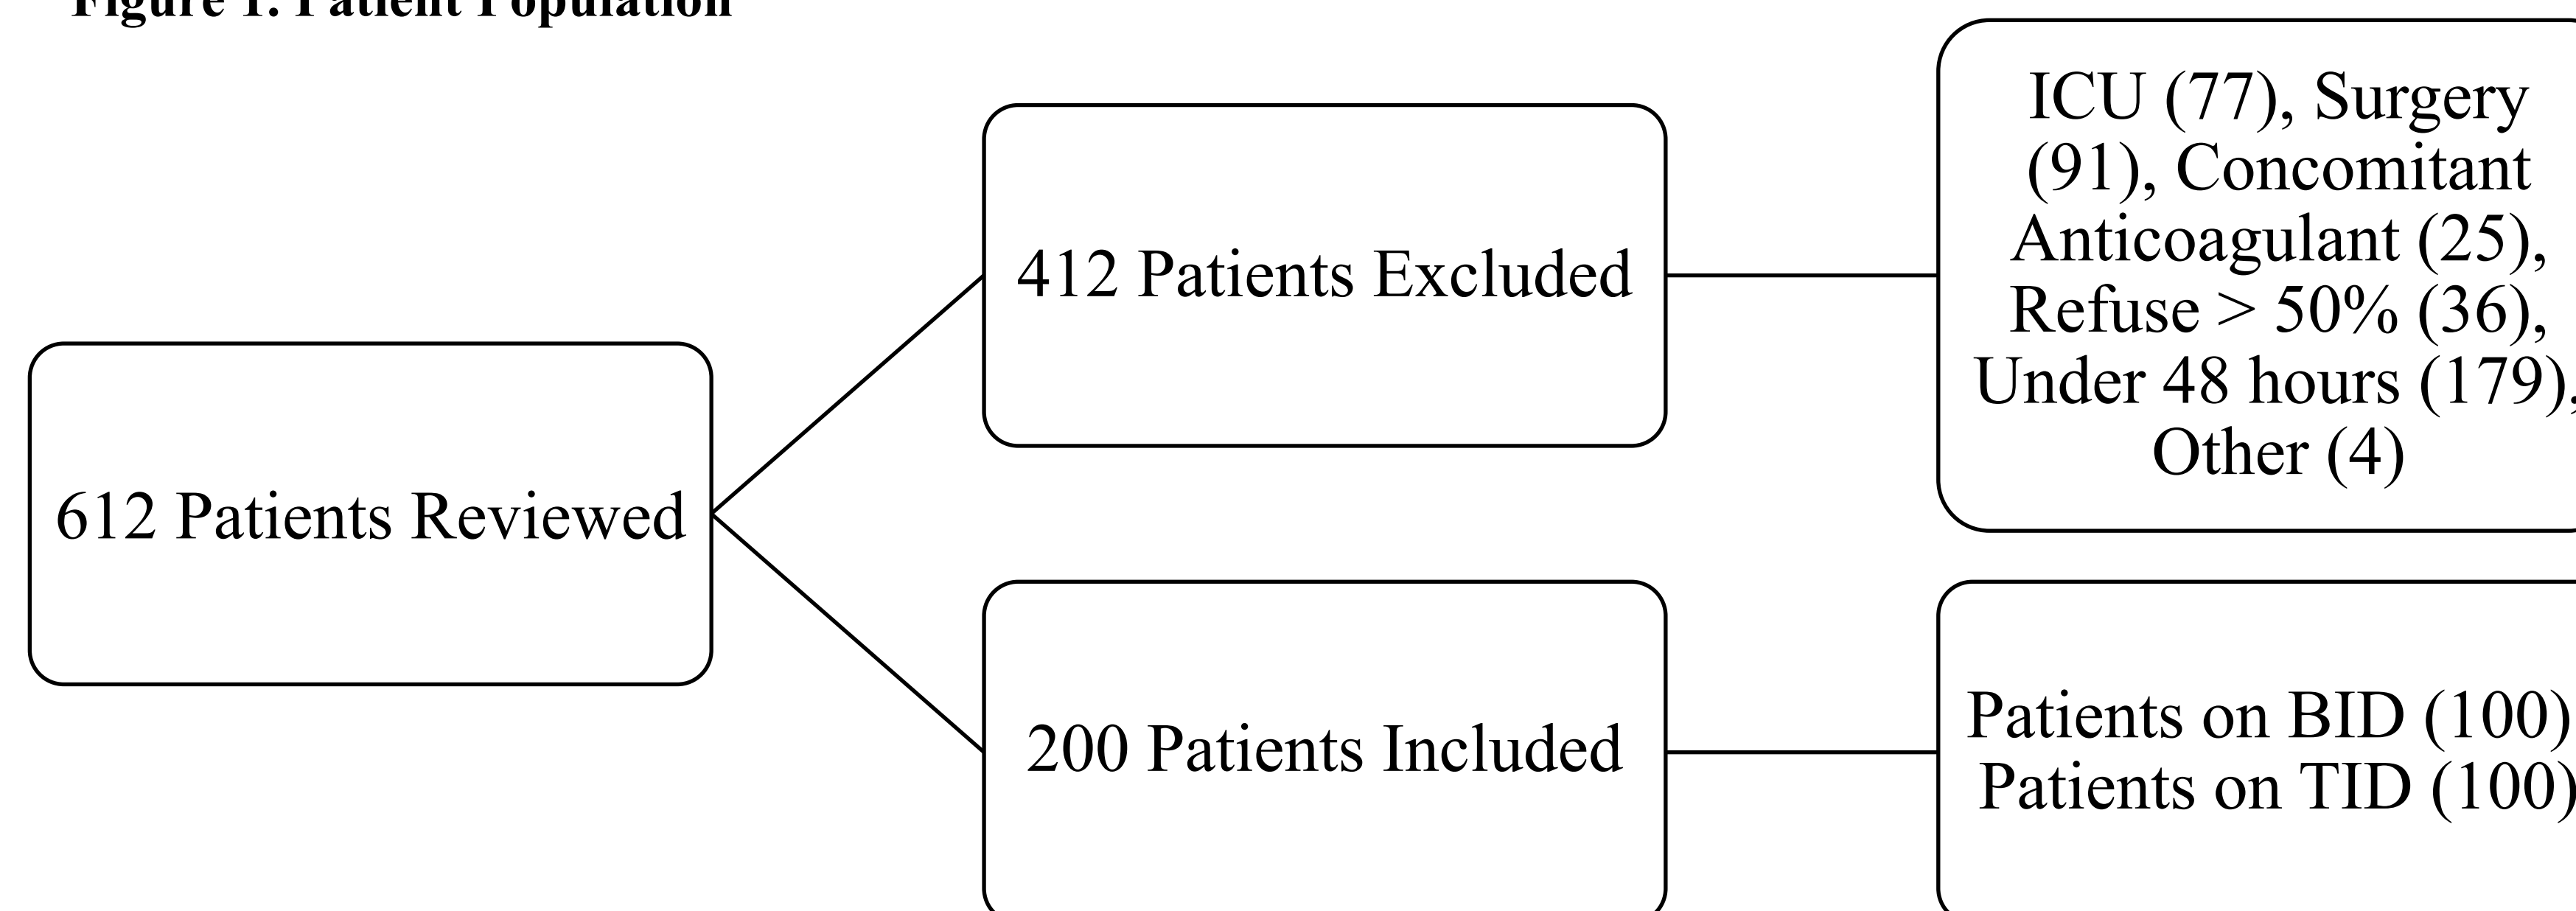 Figure 1. Patient Population
612 Patients Reviewed
412 Patients Excluded
ICU (77), Surgery
(91), Concomitant
Anticoagulant (25),
Refuse > 50% (36),
Under 48 hours (179),
Other (4)
200 Patients Included
Patients on BID (100)
Patients on TID (100)